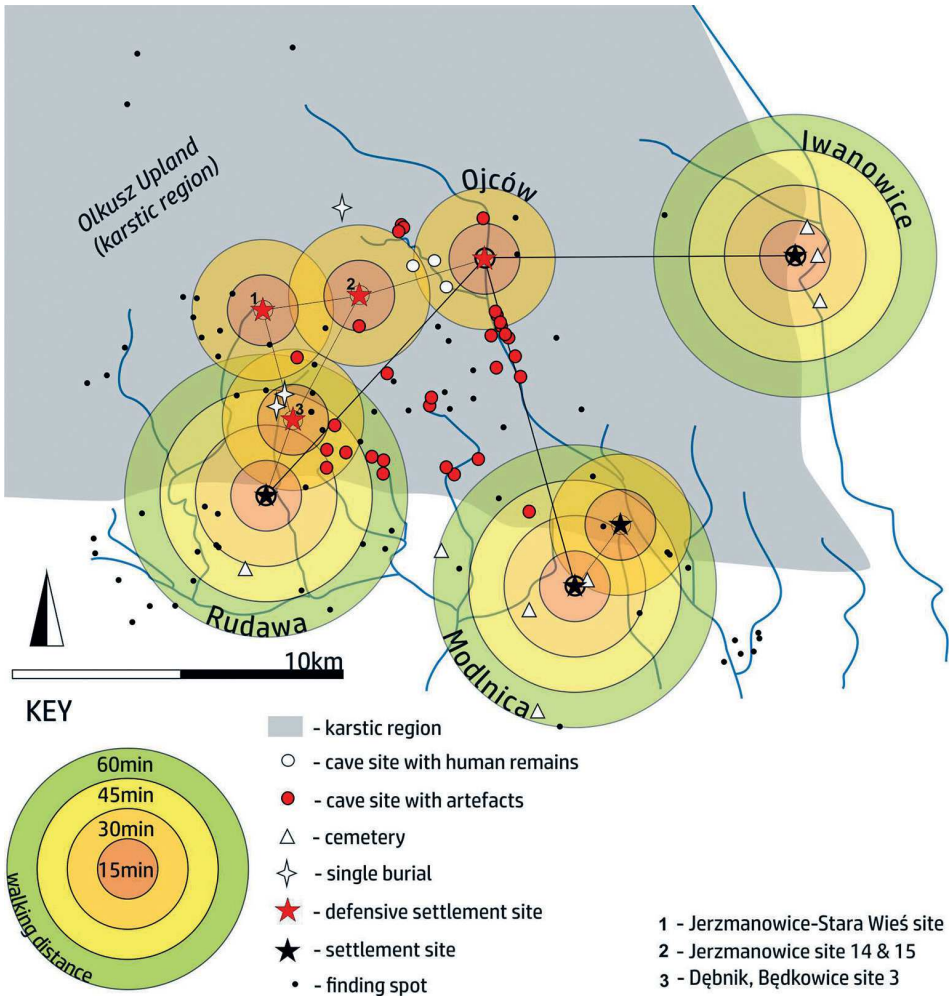 Olkusz Upland
(karstic region)
Ojców
Iwanowice
1
2
3
Rudawa
Modlnica
10km
KEY
60min
45min
30min
15min
walking distance
- karstic region
- cave site with human remains
- cave site with artefacts
- cemetery
- single burial
- defensive settlement site
- settlement site
- finding spot
1 - Jerzmanowice-Stara Wieś site
2 - Jerzmanowice site 14 & 15
3 - Dębnik, Będkowice site 3